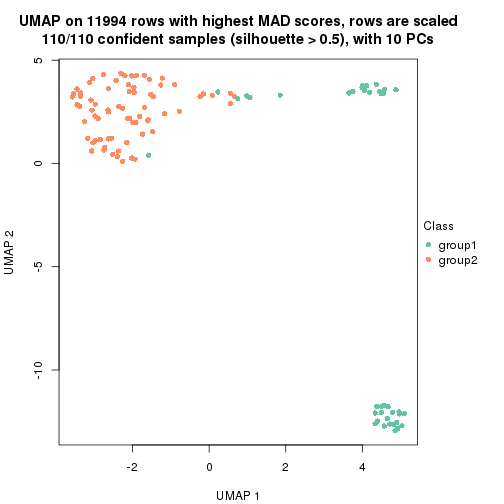 UMAP on 11994 rows with highest MAD scores, rows are scaled
110/110 confident samples (silhouette > 0.5), with 10 PCs
5
0
-5
-10
UMAP 2
-2
0
2
4
UMAP 1
Class
group1
group2